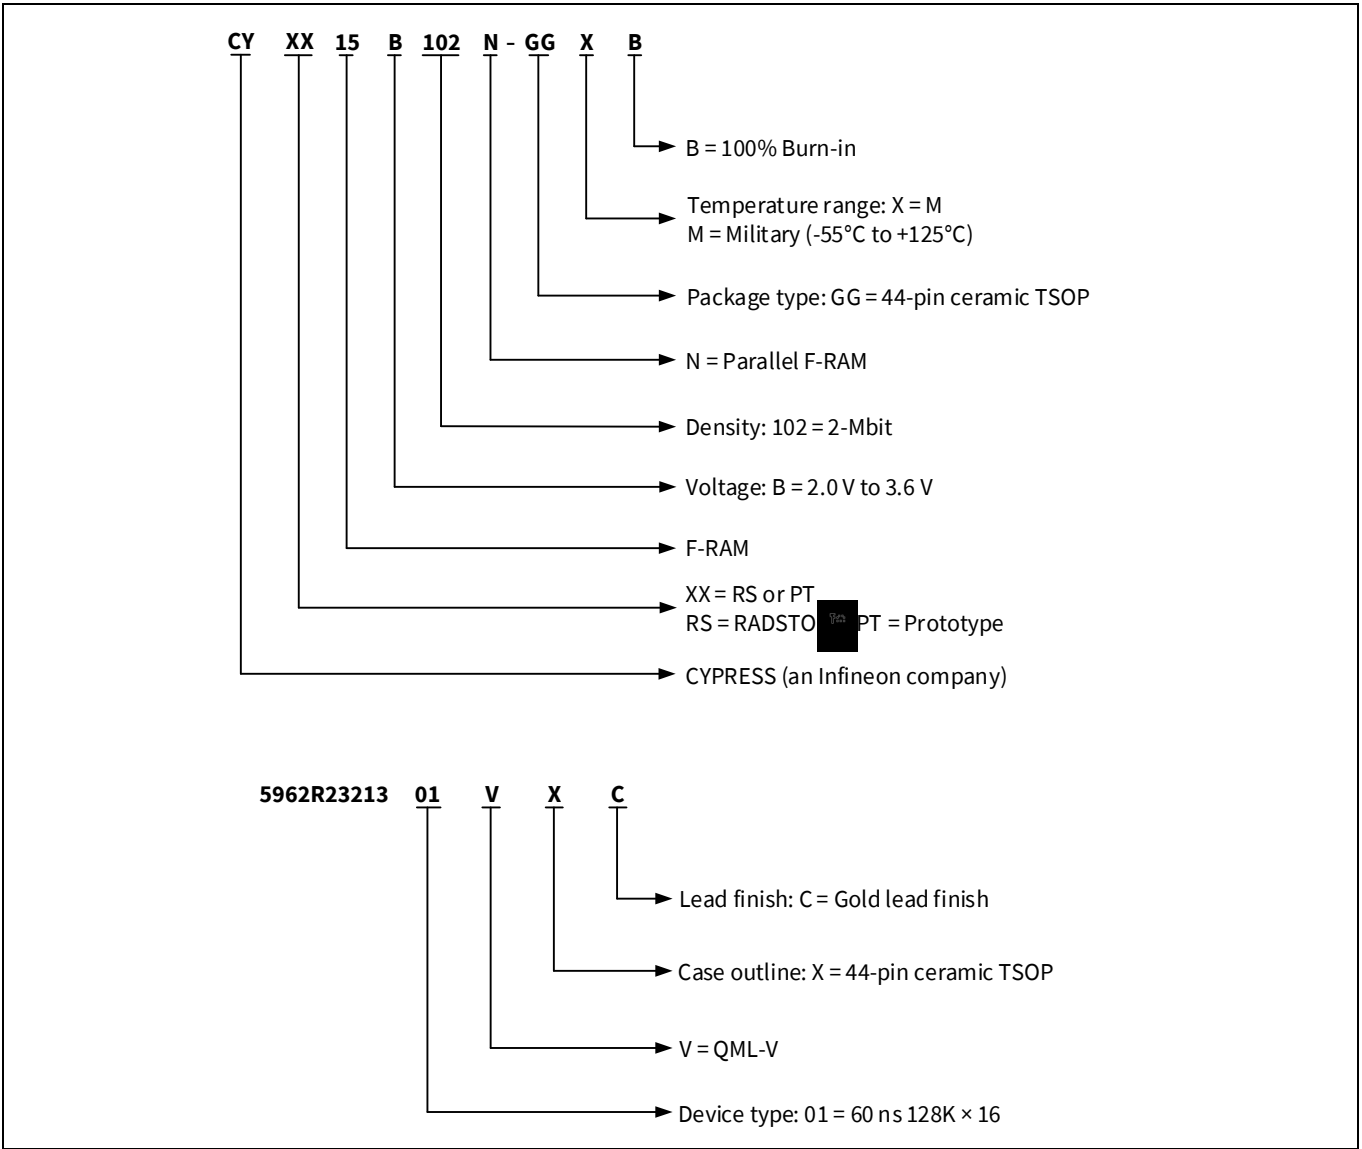 CY XX 15 B 102 N - GG X B
B = 100% Burn-in
Temperature range: X = M
M = Military (-55°C to +125°C)
Package type: GG = 44-pin ceramic TSOP
N = Parallel F-RAM
Density: 102 = 2-Mbit
Voltage: B = 2.0 V to 3.6 V
F-RAM
XX = RS or PT
RS = RADSTO PT = Prototype
CYPRESS (an Infineon company)
5962R23213 01 V X C
Lead finish: C = Gold lead finish
Case outline: X = 44-pin ceramic TSOP
V = QML-V
Device type: 01 = 60 ns 128K × 16